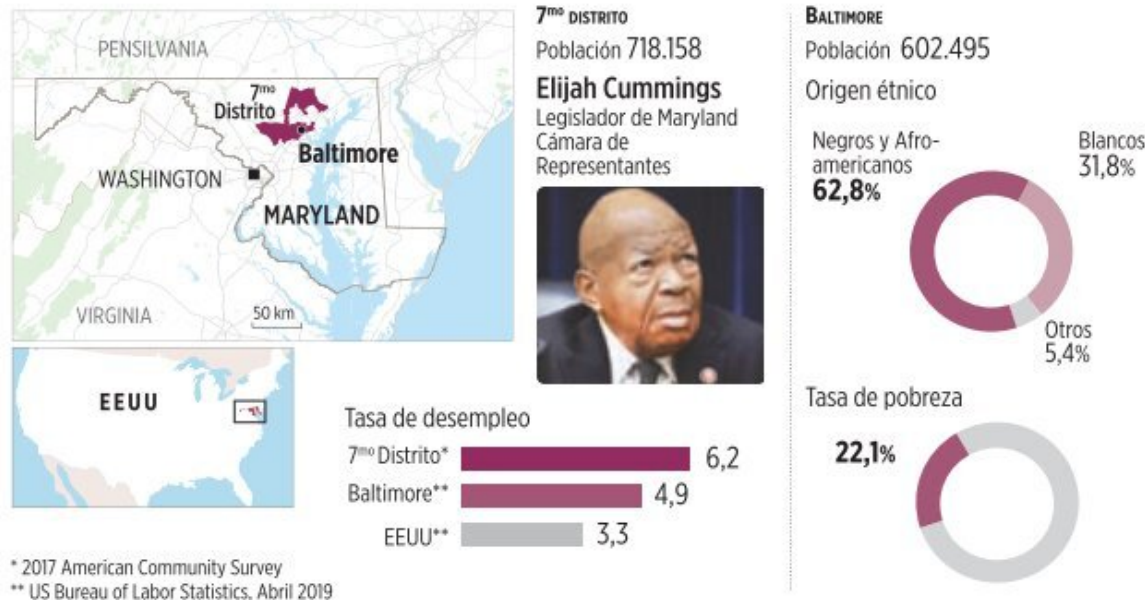 PENSILVANIA
7mo
Distrito
Baltimore
WASHINGTON
MARYLAND
VIRGINIA
50 km
EEUU
7mo DISTRITO
Población 718.158
Elijah Cummings
Legislador de Maryland
Cámara de
Representantes
Tasa de desempleo
7mo Distrito* 6,2
Baltimore** 4,9
EEUU** 3,3
* 2017 American Community Survey
** US Bureau of Labor Statistics, Abril 2019
BALTIMORE
Población 602.495
Origen étnico
Negros y Afro-
americanos
62,8%
Blancos
31,8%
Otros
5,4%
Tasa de pobreza
22,1%